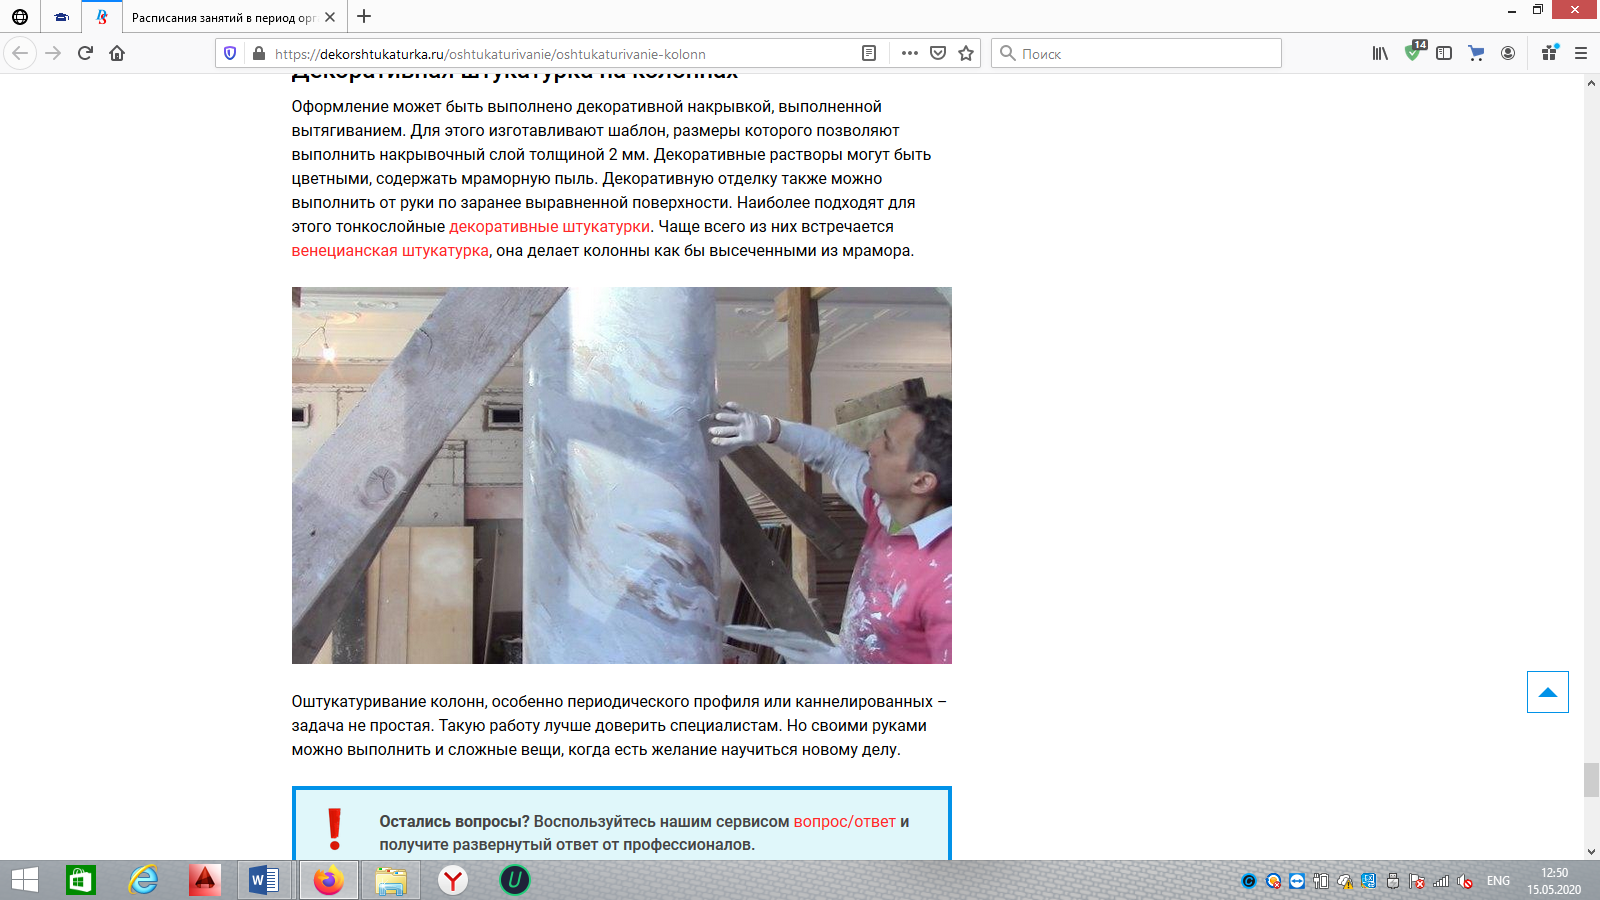 Расписания занятий в период орг
https://dekorshtukaturka.ru/oshtukaturivanie/oshtukaturivanie-kolonn
Поиск
14
Декоративная штукатурка на колоннах
Оформление может быть выполнено декоративной накрывкой, выполненной
вытягиванием. Для этого изготавливают шаблон, размеры которого позволяют
выполнить накрывочный слой толщиной 2 мм. Декоративные растворы могут быть
цветными, содержать мраморную пыль. Декоративную отделку также можно
выполнить от руки по заранее выравненной поверхности. Наиболее подходят для
этого тонкослойные декоративные штукатурки. Чаще всего из них встречается
венецианская штукатурка, она делает колонны как бы высеченными из мрамора.
Оштукатуривание колонн, особенно периодического профиля или каннелированных –
задача не простая. Такую работу лучше доверить специалистам. Но своими руками
можно выполнить и сложные вещи, когда есть желание научиться новому делу.
Остались вопросы? Воспользуйтесь нашим сервисом вопрос/ответ и
получите развернутый ответ от профессионалов.
ENG
12:50
15.05.2020